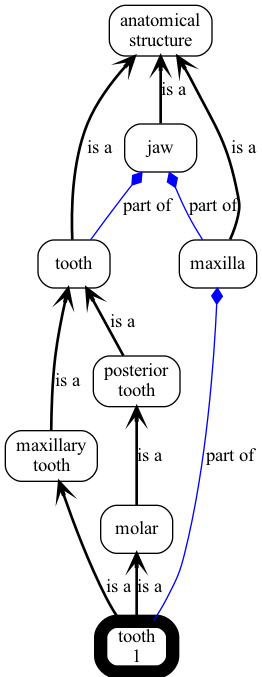 anatomical
structure
is a
jaw
is a
is a
part of
part of
tooth
maxilla
is a
posterior
tooth
is a
maxillary
tooth
is a
part of
molar
is a
is a
tooth
1